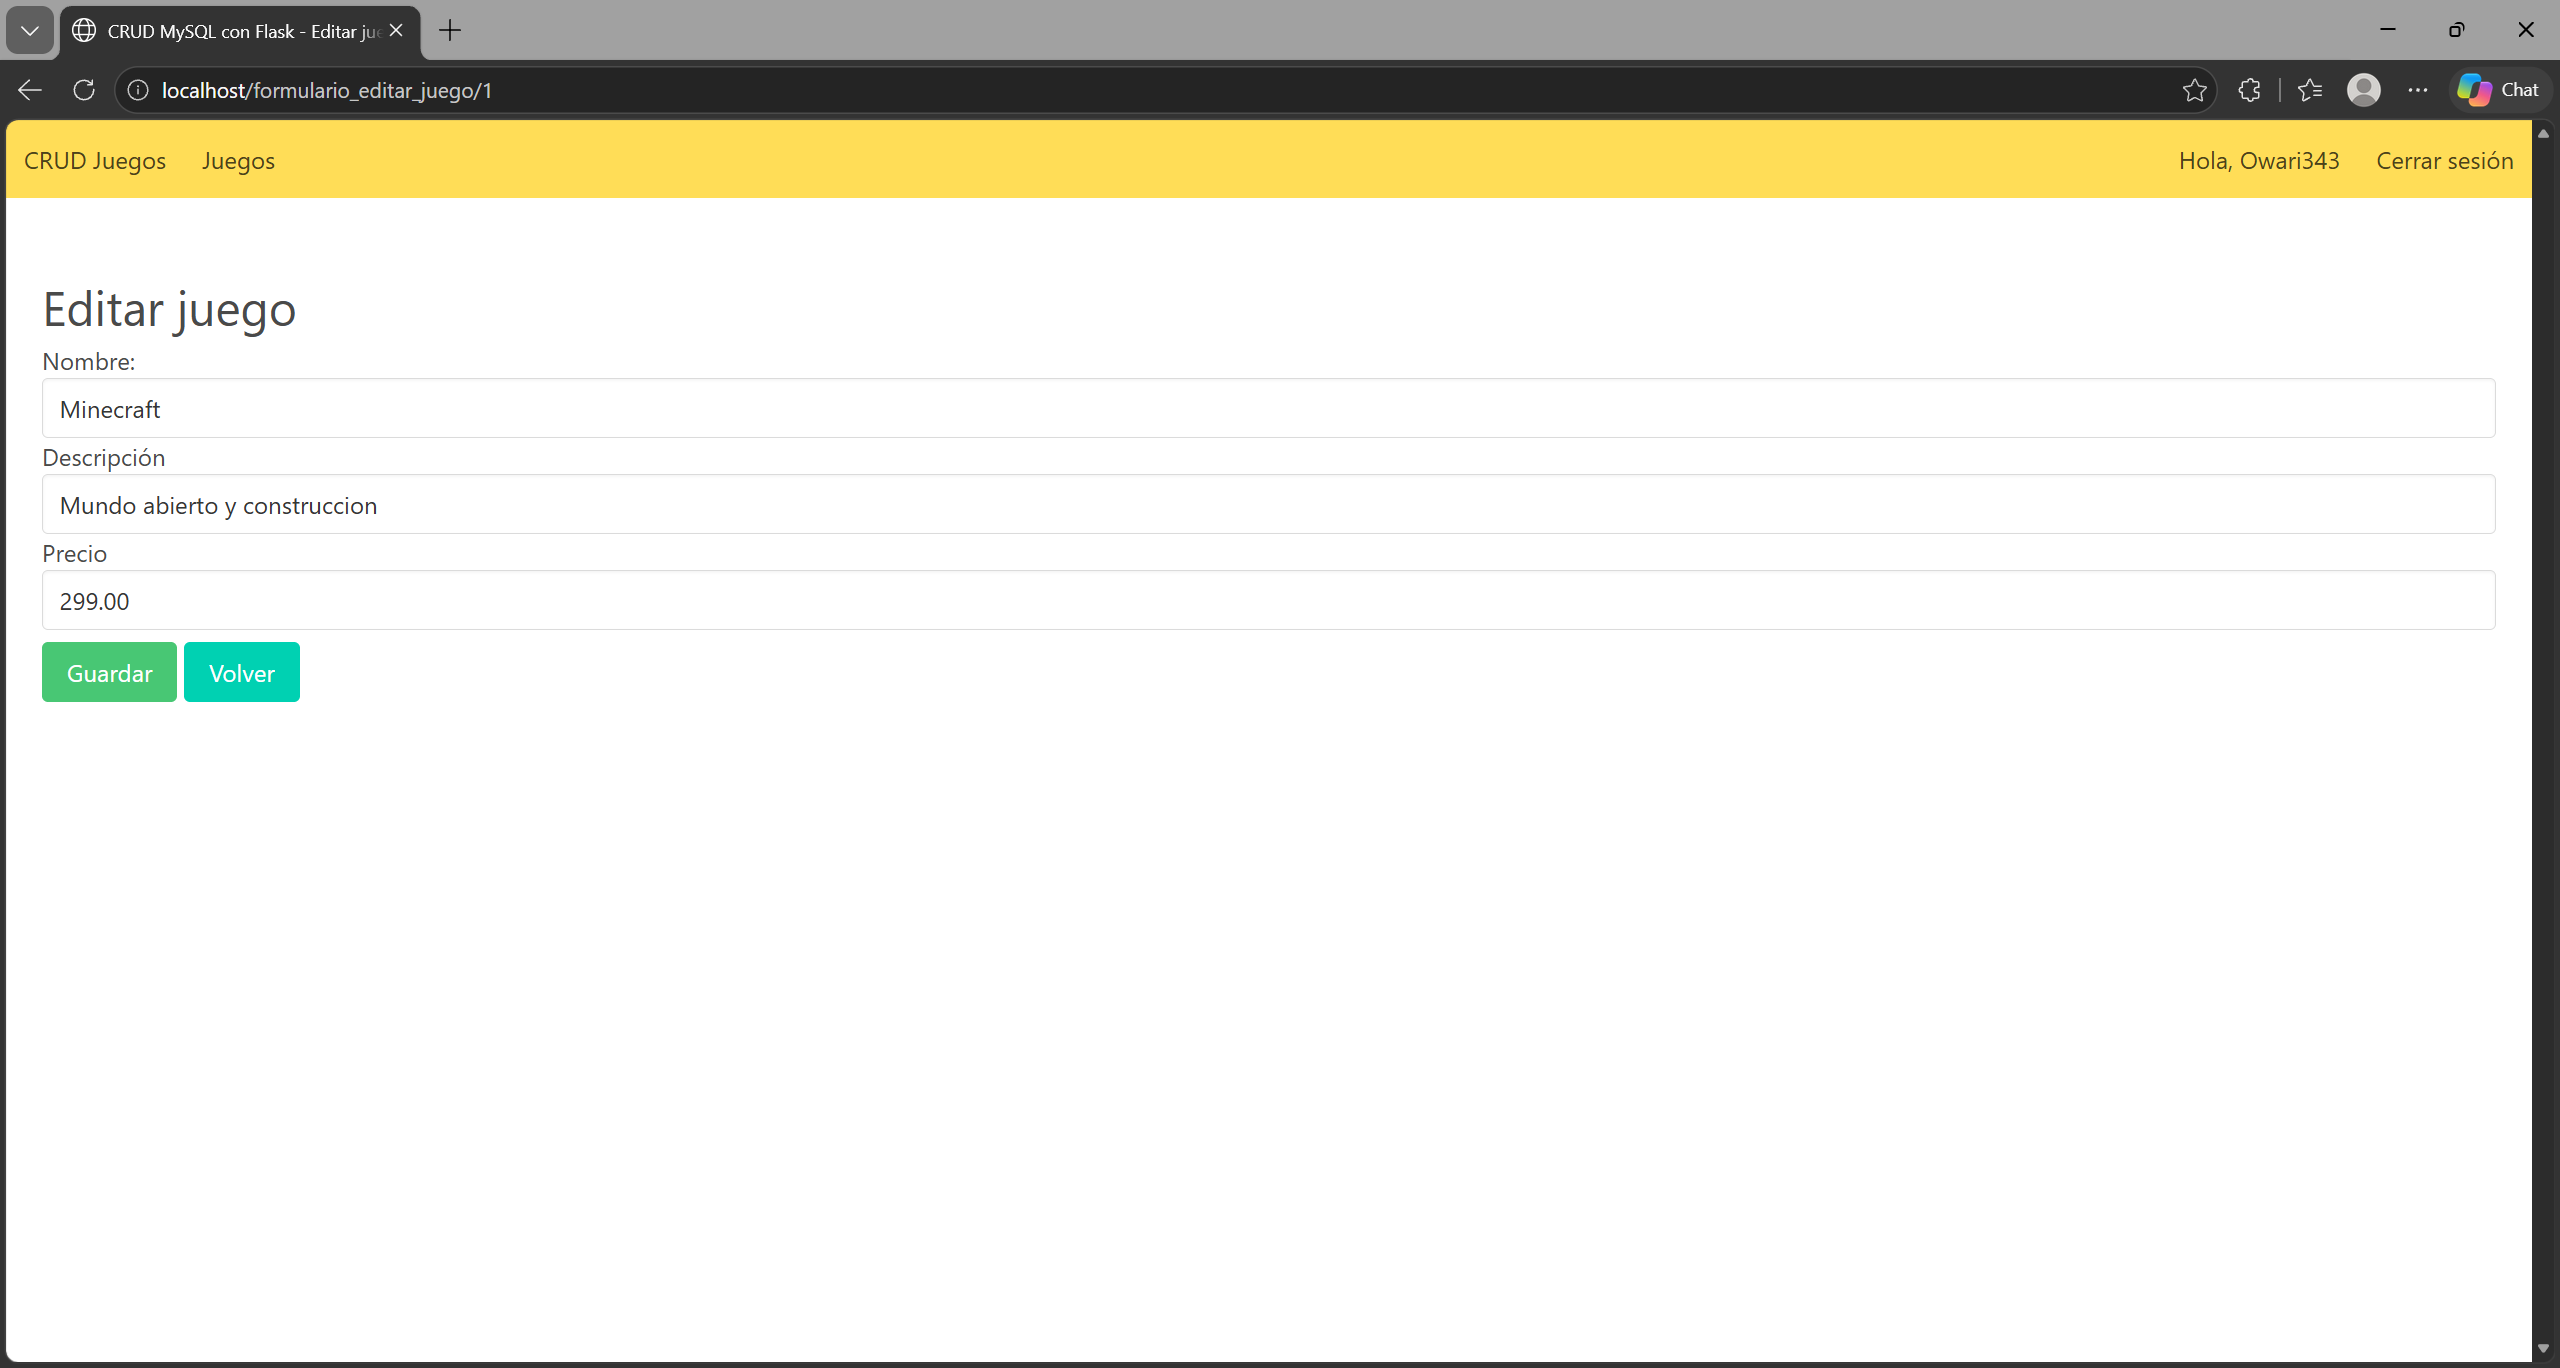 CRUD MySQL con Flask - Editar
localhost/formulario_editar_juego/1
Chat
CRUD Juegos Juegos Hola, Owari343 Cerrar sesión
Editar juego
Nombre:
Minecraft
Descripción
Mundo abierto y construccion
Precio
299.00
Guardar Volver